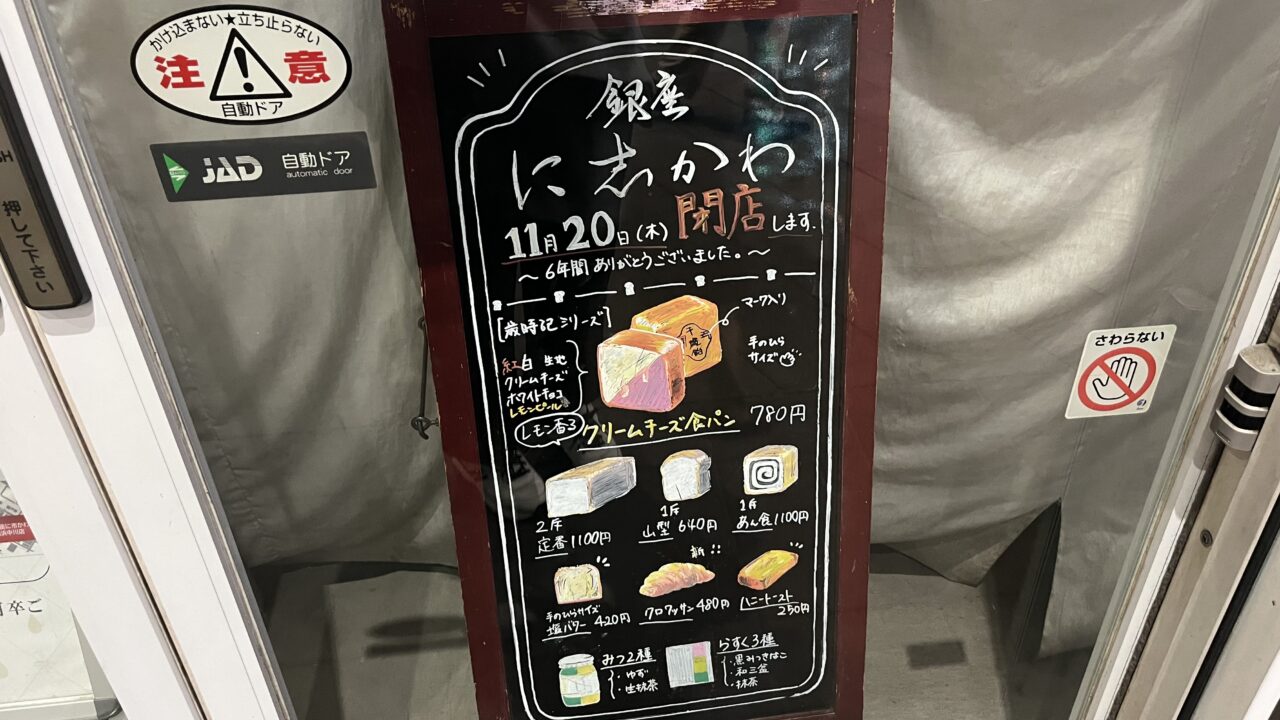 かけ込まない★立ち止らない
注意
自動ドア
JAD 自動ドア
automatic door
押して下さい
さわらない
銀座
に志かわ
11月20日(木)閉店します.
～6年間ありがとうございました。～
[歳時記シリーズ]
マーク入り
手のひら
サイズ
紅白 生地
クリームチーズ
ホワイトチョコ
レモンピール
レモン香る
クリームチーズ食パン 780円
2斤
定番 1100円
1斤
山型 640円
1斤
あん食 1100円
手のひらサイズ
塩バター 420円
新!!
クロワッサン 480円
ハニートースト
250円
みつ2種
・ゆず
・生抹茶
らすく3種
・黒みつきなこ
・和三盆
・抹茶